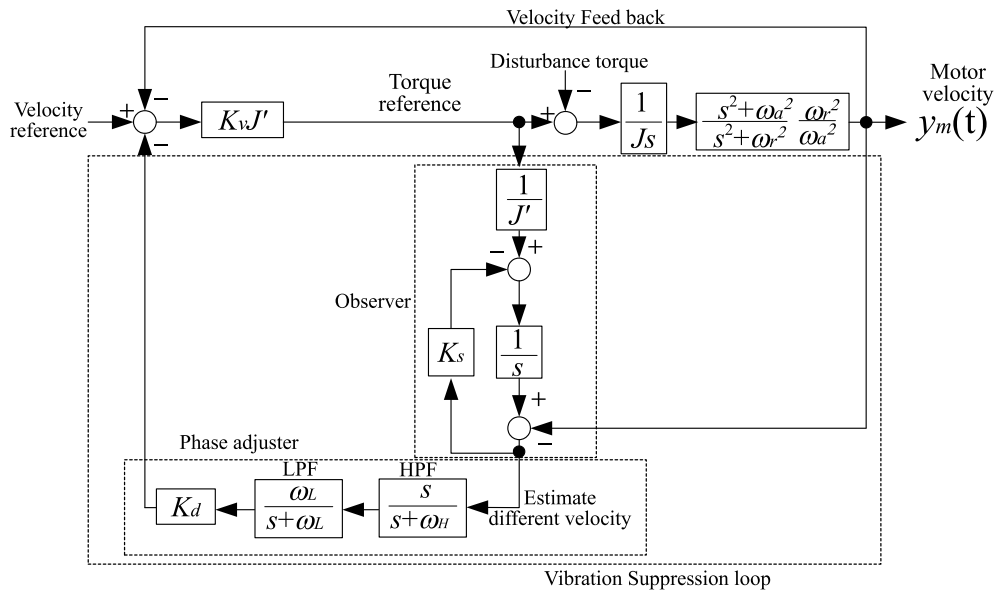 Velocity Feed back
Disturbance torque
Torque
reference
Motor
velocity
Velocity
reference
+
−
−
KvJ'
+
−
1
Js
s²+ωa² ωr²
s²+ωr² ωa²
ym(t)
1
J'
−
+
Observer
Ks
1
s
+
−
Phase adjuster
LPF
HPF
Kd
ωL
s+ωL
s
s+ωH
Estimate
different velocity
Vibration Suppression loop